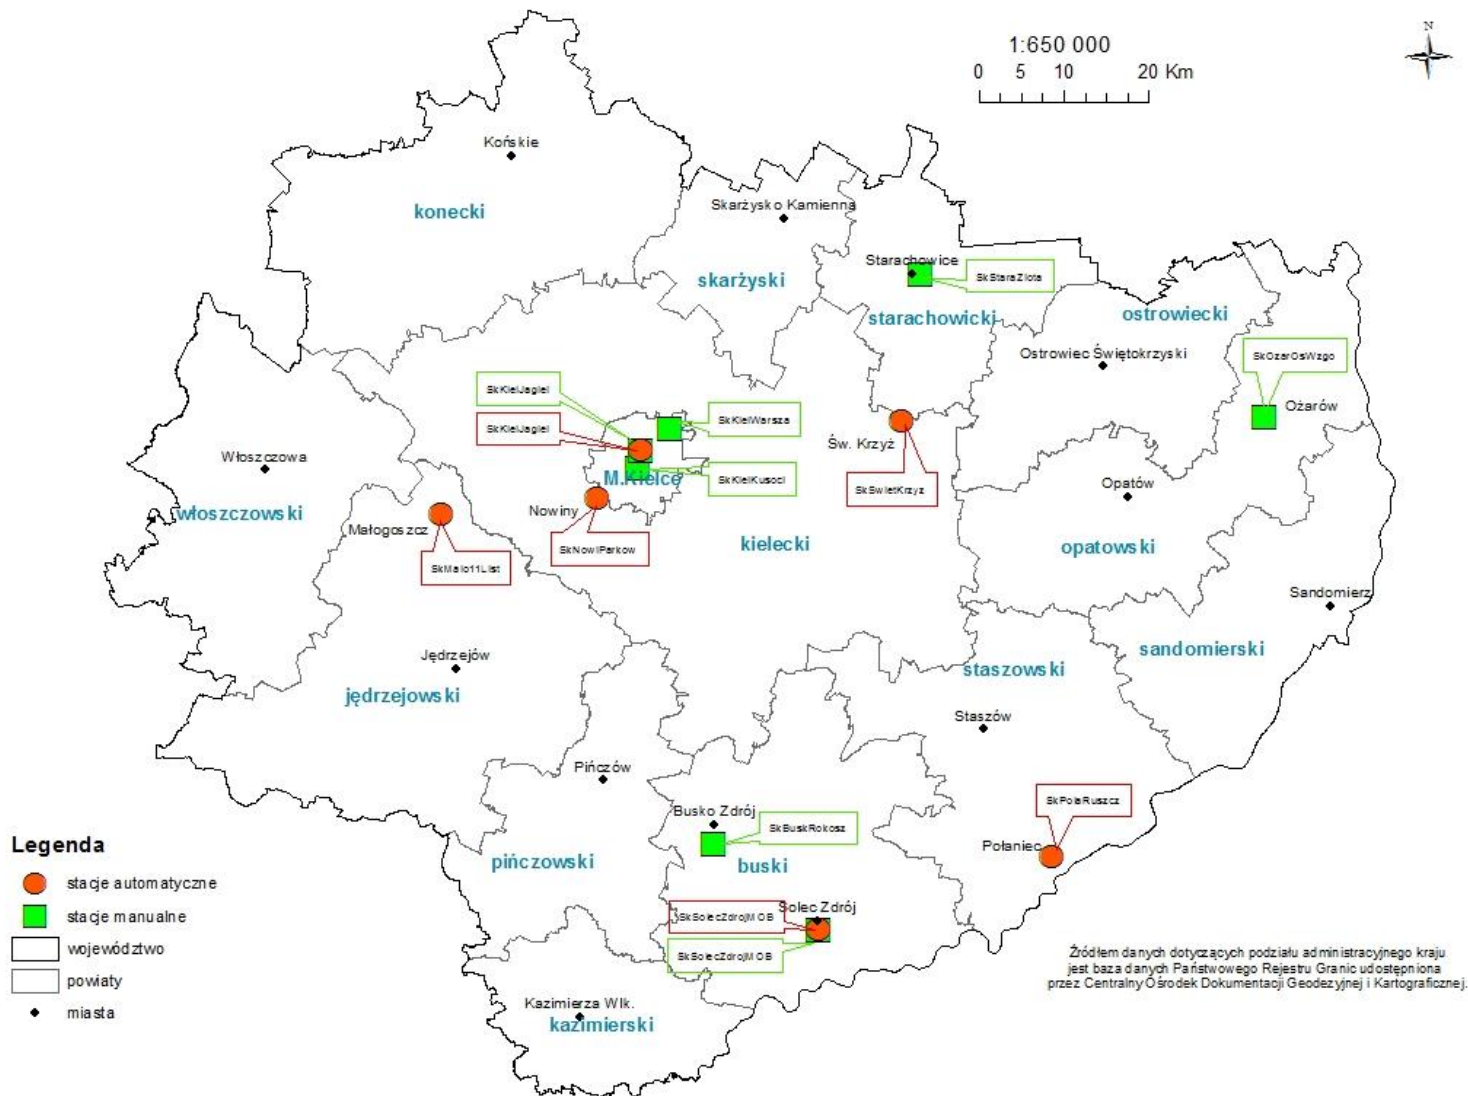 1:650 000
N
0 5 10 20 Km
Końskie
konecki
Skarżysko Kamienna
skarżyski
Starachowice
SkStaraZlota
starachowicki
ostrowiecki
Ostrowiec Świętokrzyski
SkOzarOsWzgo
Ożarów
SkKielJagiel
SkKielWarsza
SkKielJagiel
SkKielKusoci
M.Kielce
Św. Krzyż
SkSwietKrzyz
Włoszczowa
włoszczowski
Małogoszcz
SkMalo11List
Nowiny
SkNowiParkow
kielecki
Opatów
opatowski
Sandomierz
sandomierski
Jędrzejów
jędrzejowski
staszowski
Staszów
Pińczów
pińczowski
Busko Zdrój
SkBuskRokosz
buski
SkPolaRuszcz
Połaniec
Solec Zdrój
SkSolecZdrojMOB
SkSolecZdrojMOB
Kazimierza Wlk.
kazimierski
Legenda
stacje automatyczne
stacje manualne
województwo
powiaty
miasta
Źródłem danych dotyczących podziału administracyjnego kraju
jest baza danych Państwowego Rejestru Granic udostępniona
przez Centralny Ośrodek Dokumentacji Geodezyjnej i Kartograficznej.